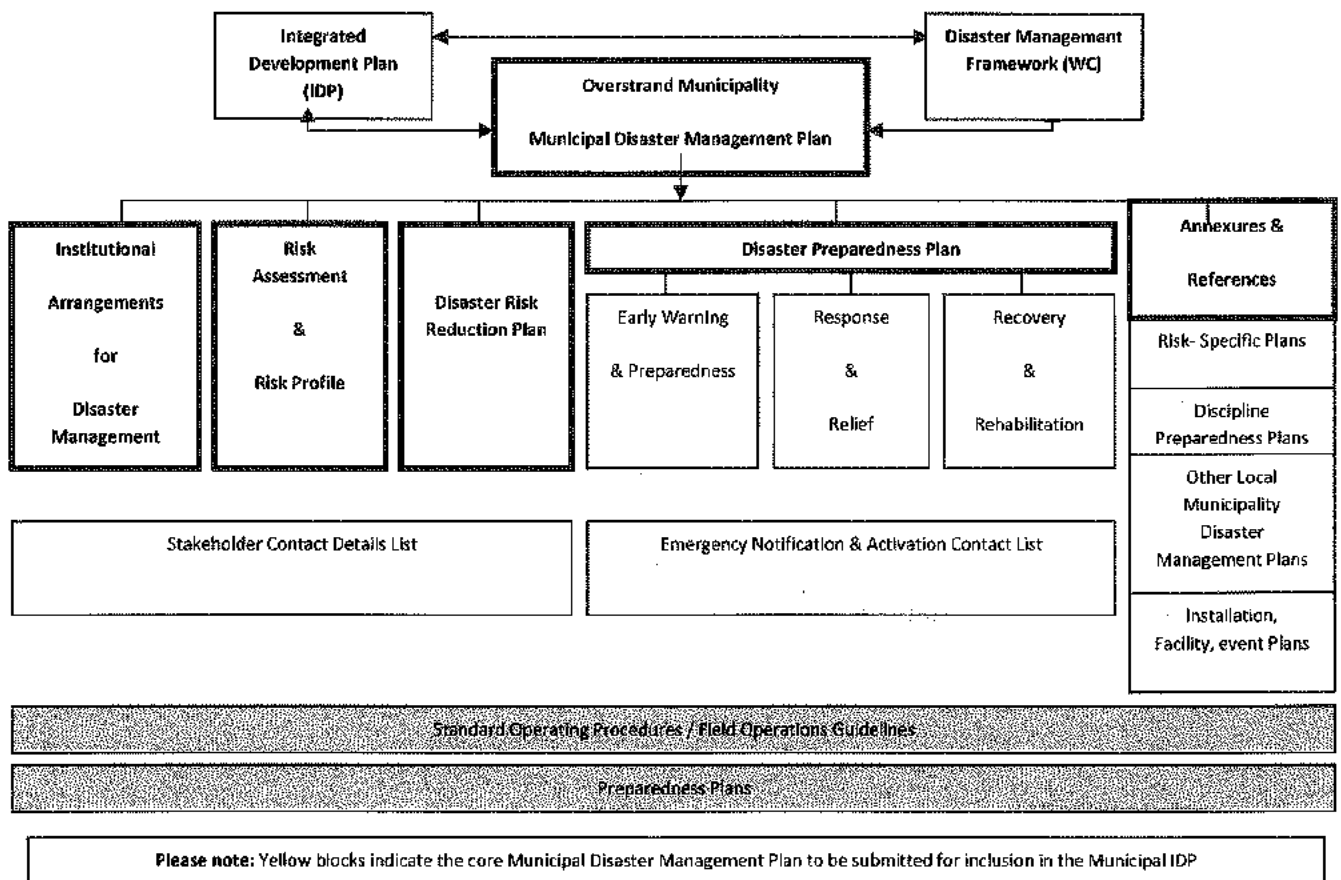 Integrated
Development Plan
(IDP)
Disaster Management
Framework (WC)
Overstrand Municipality
Municipal Disaster Management Plan
Institutional
Arrangements
for
Disaster
Management
Risk
Assessment
&
Risk Profile
Disaster Risk
Reduction Plan
Disaster Preparedness Plan
Early Warning
& Preparedness
Response
&
Relief
Recovery
&
Rehabilitation
Annexures &
References
Risk- Specific Plans
Discipline
Preparedness Plans
Other Local
Municipality
Disaster
Management Plans
Installation,
Facility, event Plans
Stakeholder Contact Details List
Emergency Notification & Activation Contact List
Standard Operating Procedures / Field Operations Guidelines
Preparedness Plans
Please note: Yellow blocks indicate the core Municipal Disaster Management Plan to be submitted for inclusion in the Municipal IDP